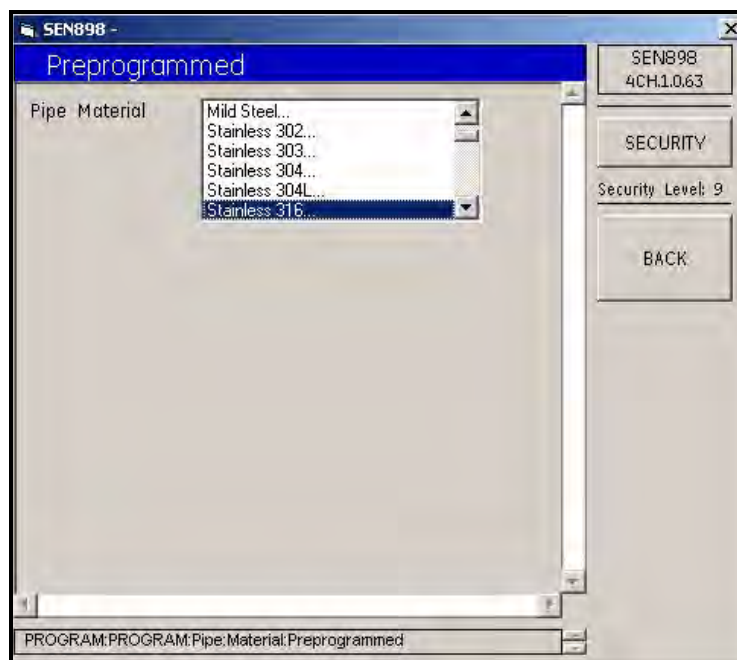 SEN898 -
Preprogrammed
SEN898
4CH.1.0.63
Pipe Material
Mild Steel...
Stainless 302...
Stainless 303...
Stainless 304...
Stainless 304L...
Stainless 316...
SECURITY
Security Level: 9
BACK
PROGRAM:PROGRAM:Pipe:Material:Preprogrammed